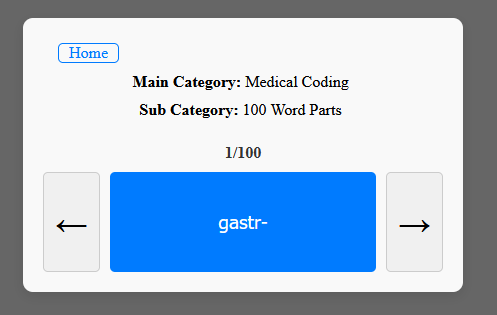 Home
Main Category: Medical Coding
Sub Category: 100 Word Parts
1/100
← gastr- →